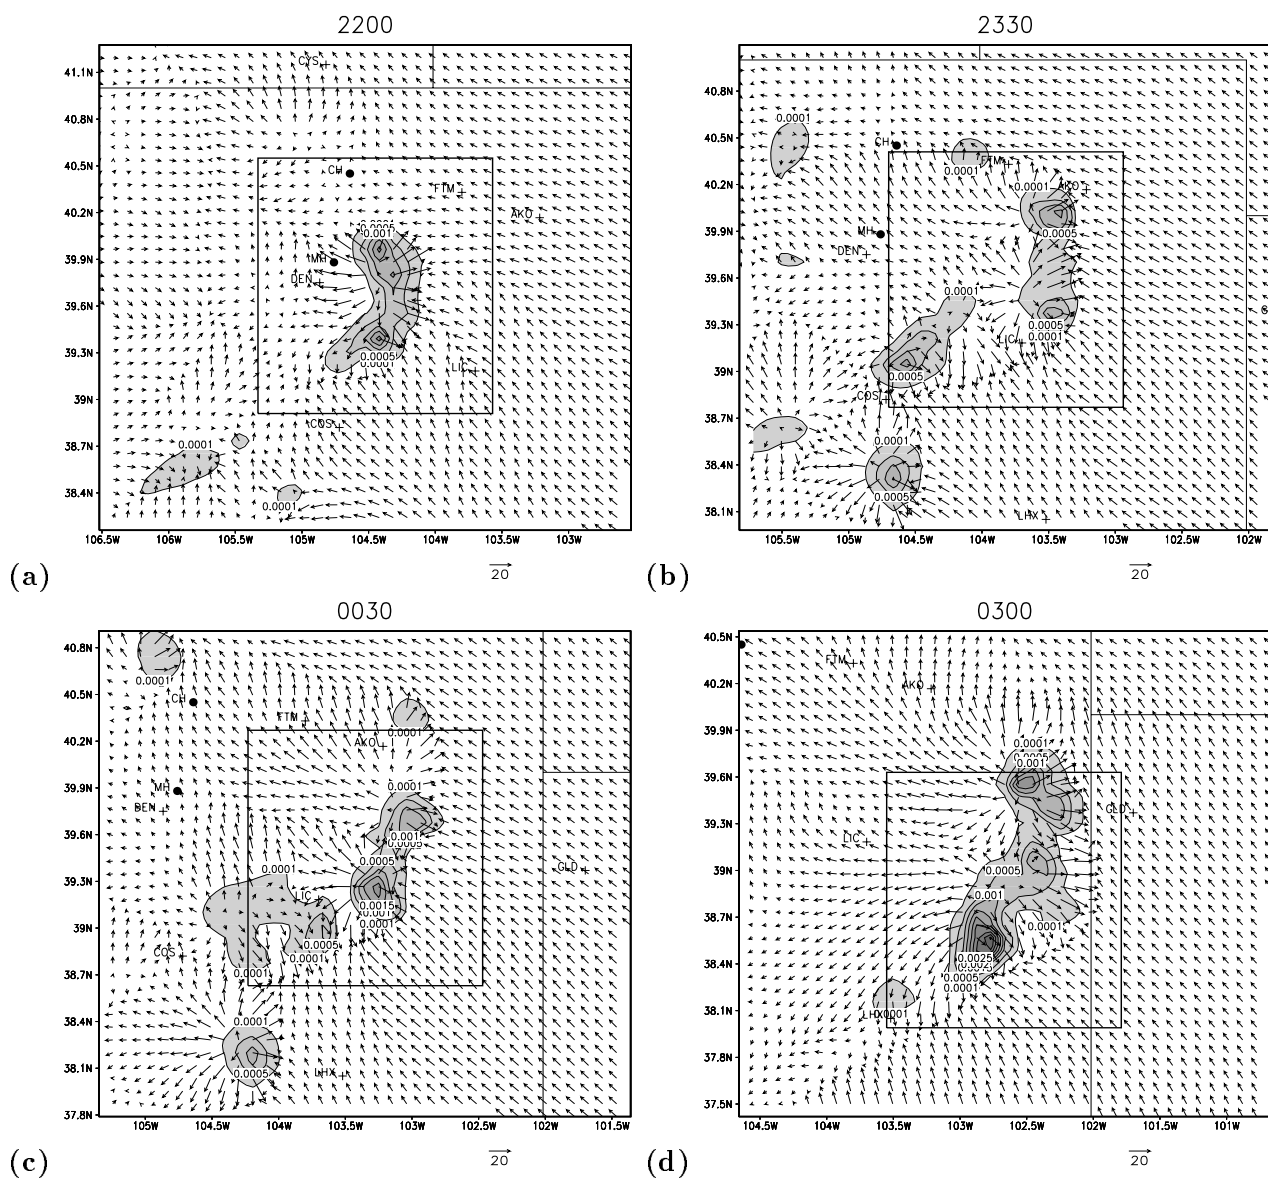 2200
41.1N
40.8N
40.5N
40.2N
39.9N
39.6N
39.3N
39N
38.7N
38.4N
CYS
CH
FTM
AKO
MH
DEN
LIC
COS
0.001
0.0005
0.0001
0.0001
106.5W 106W 105.5W 105W 104.5W 104W 103.5W 103W
(a)
20
2330
40.8N
40.5N
40.2N
39.9N
39.6N
39.3N
39N
38.7N
38.4N
38.1N
0.0001
CH
FTM
0.0001
0.0001
AKO
MH
0.0005
DEN
0.0001
0.0005
LIC
0.0001
0.0005
COS
0.0001
0.0005
LHX
105.5W 105W 104.5W 104W 103.5W 103W 102.5W 102W
(b)
20
0030
40.8N
40.5N
40.2N
39.9N
39.6N
39.3N
39N
38.7N
38.4N
38.1N
37.8N
0.0001
CH
FTM
0.0001
AKO
MH
0.0001
DEN
0.001
0.0005
0.0005
0.0001
GLD
LIC
0.0015
0.001
0.0001
0.0005
COS
0.0001
0.0001
0.0001
0.0005
LHX
105W 104.5W 104W 103.5W 103W 102.5W 102W 101.5W
(c)
20
0300
40.5N
40.2N
39.9N
39.6N
39.3N
39N
38.7N
38.4N
38.1N
37.8N
37.5N
FTM
AKO
0.0001
0.001
GLD
LIC
0.0005
0.001
0.0001
0.0025
0.0005
0.0001
LHX
104.5W 104W 103.5W 103W 102.5W 102W 101.5W 101W
(d)
20